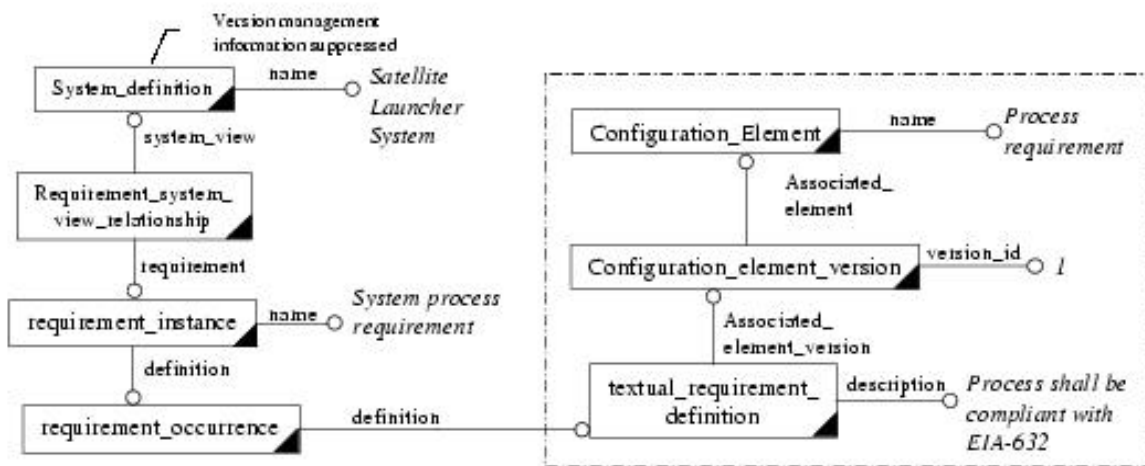 Version management
information suppressed
System_definition
name
Satellite
Launcher
System
system_view
Requirement_system_
view_relationship
requirement
requirement_instance
name
System process
requirement
definition
requirement_occurrence
definition
Configuration_Element
name
Process
requirement
Associated_
element
Configuration_element_version
version_id
1
Associated_
element_version
textual_requirement_
definition
description
Process shall be
compliant with
EIA-632